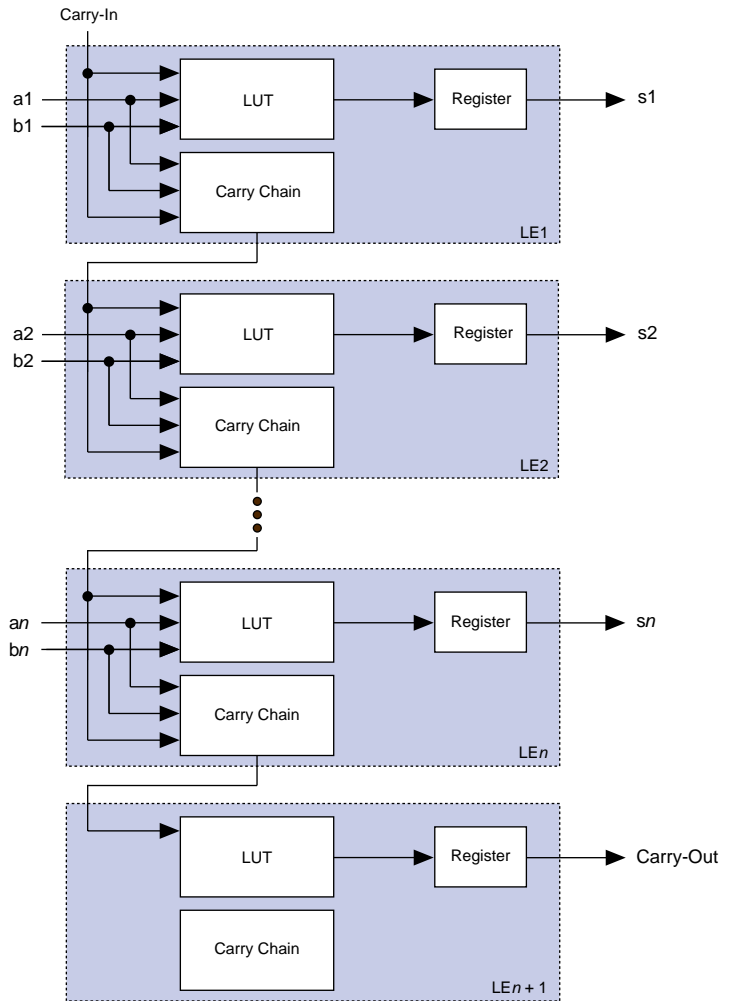 Carry-In
a1
b1
LUT
Register
s1
Carry Chain
LE1
a2
b2
LUT
Register
s2
Carry Chain
LE2
an
bn
LUT
Register
sn
Carry Chain
LEn
LUT
Register
Carry-Out
Carry Chain
LEn + 1